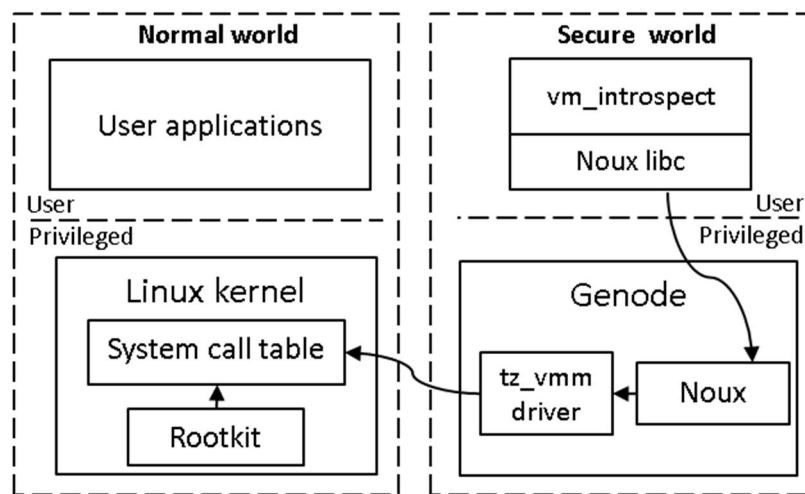 Normal world
User applications
User
Privileged
Linux kernel
System call table
Rootkit
Secure world
vm_introspect
Noux libc
User
Privileged
Genode
tz_vmm
driver
Noux